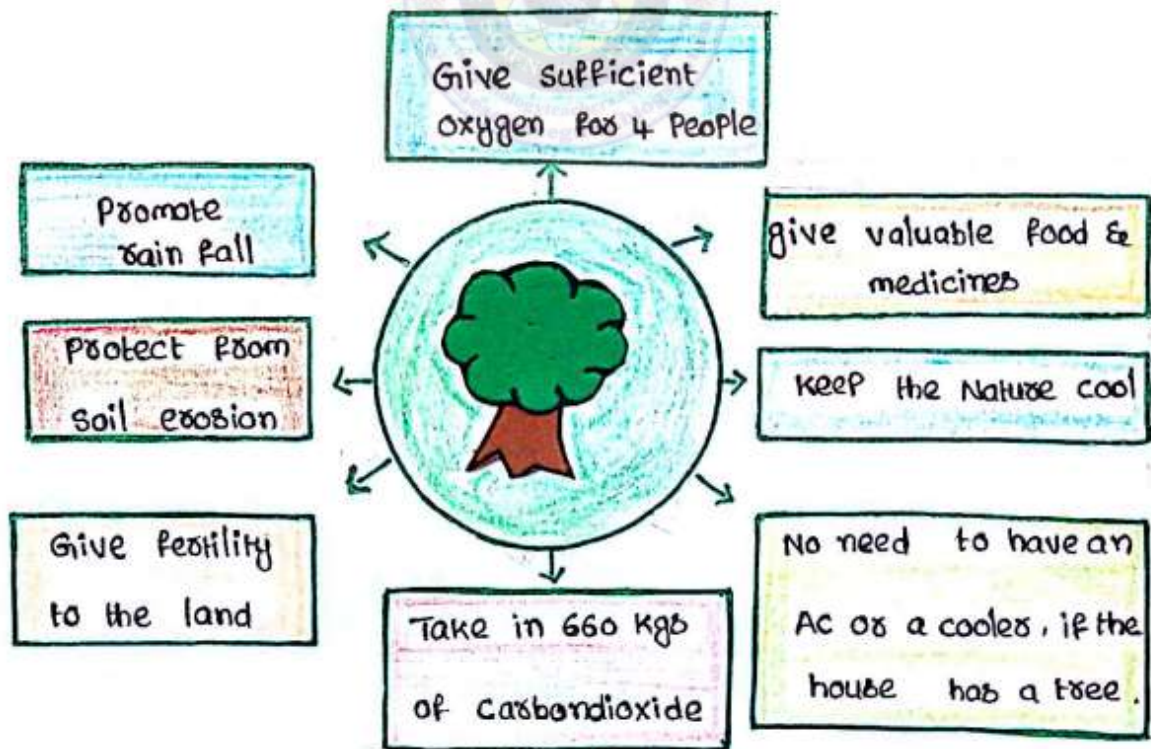 Give sufficient
oxygen for 4 People
Promote
rain fall
give valuable food &
medicines
Protect from
soil erosion
keep the Nature cool
Give fertility
to the land
Take in 660 kgs
of carbondioxide
No need to have an
AC or a cooler, if the
house has a tree.